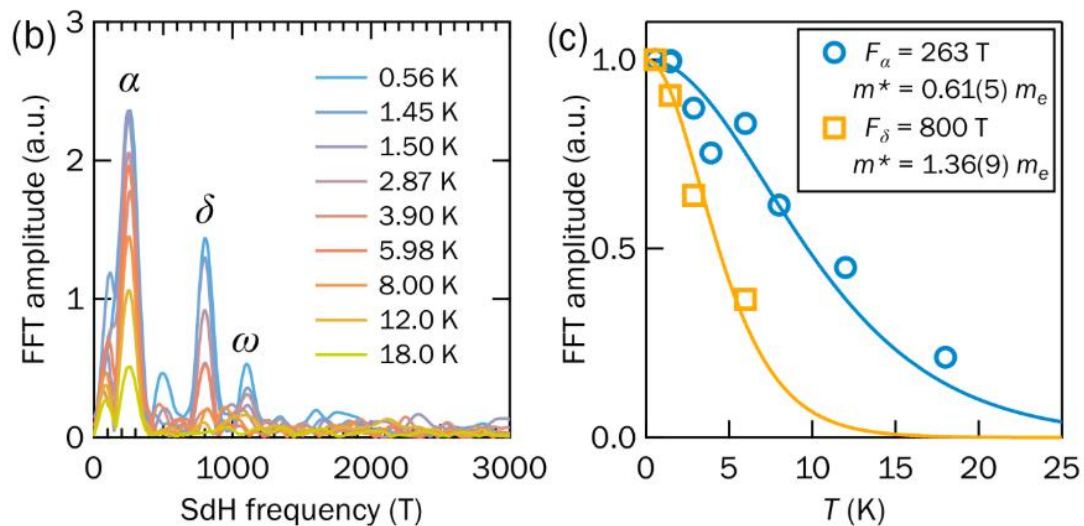 (b)
3
2
1
0
FFT amplitude (a.u.)
α
δ
ω
0.56 K
1.45 K
1.50 K
2.87 K
3.90 K
5.98 K
8.00 K
12.0 K
18.0 K
0 1000 2000 3000
SdH frequency (T)
(c)
1.0
0.5
0.0
FFT amplitude (a.u.)
Fα = 263 T
m* = 0.61(5) me
Fδ = 800 T
m* = 1.36(9) me
0 5 10 15 20 25
T (K)